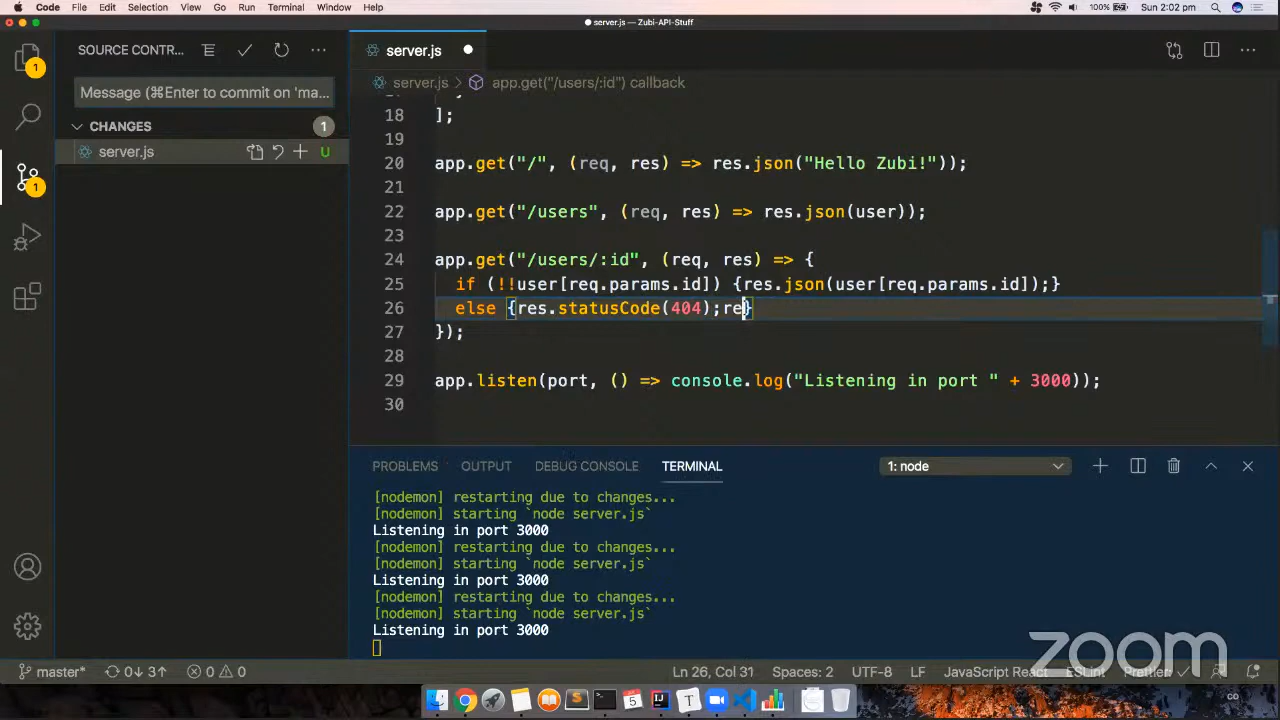 Code File Edit Selection View Go Run Terminal Window Help 100% Sun 2:02 pm
server.js — Zubi-API-Stuff
SOURCE CONTR...
server.js
1
Message (⌘Enter to commit on 'ma...
server.js > app.get("/users/:id") callback
CHANGES 1
server.js U
1
18 ];
19
20 app.get("/", (req, res) => res.json("Hello Zubi!"));
21
22 app.get("/users", (req, res) => res.json(user));
23
24 app.get("/users/:id", (req, res) => {
25 if (!!user[req.params.id]) {res.json(user[req.params.id]);}
26 else {res.statusCode(404);re}
27 });
28
29 app.listen(port, () => console.log("Listening in port " + 3000));
30
PROBLEMS OUTPUT DEBUG CONSOLE TERMINAL 1: node
[nodemon] restarting due to changes...
[nodemon] starting `node server.js`
Listening in port 3000
[nodemon] restarting due to changes...
[nodemon] starting `node server.js`
Listening in port 3000
[nodemon] restarting due to changes...
[nodemon] starting `node server.js`
Listening in port 3000
zoom
master* 0↓ 3↑ 0 0 Ln 26, Col 31 Spaces: 2 UTF-8 LF JavaScript React ESLint Prettier: ✓
5